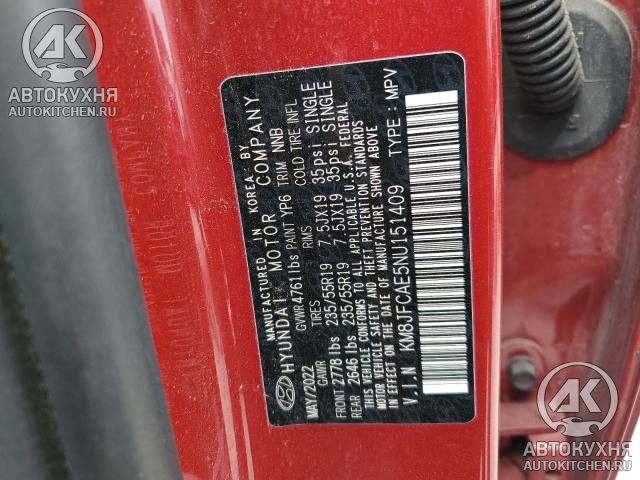 АВТОКУХНЯ
AUTOKITCHEN.RU
MANUFACTURED IN KOREA BY
HYUNDAI MOTOR COMPANY
MAY/2022 GVWR 4761 lbs PAINT YP6 TRIM NNB
GAWR TIRES RIMS COLD TIRE INFL
FRONT 2778 lbs 235/55R19 7.5JX19 35psi SINGLE
REAR 2646 lbs 235/55R19 7.5JX19 35psi SINGLE
THIS VEHICLE CONFORMS TO ALL APPLICABLE U.S.A. FEDERAL
MOTOR VEHICLE SAFETY AND THEFT PREVENTION STANDARDS
IN EFFECT ON THE DATE OF MANUFACTURE SHOWN ABOVE
V.I.N KM8JFCAE5NU151409 TYPE : MPV
АВТОКУХНЯ
AUTOKITCHEN.RU